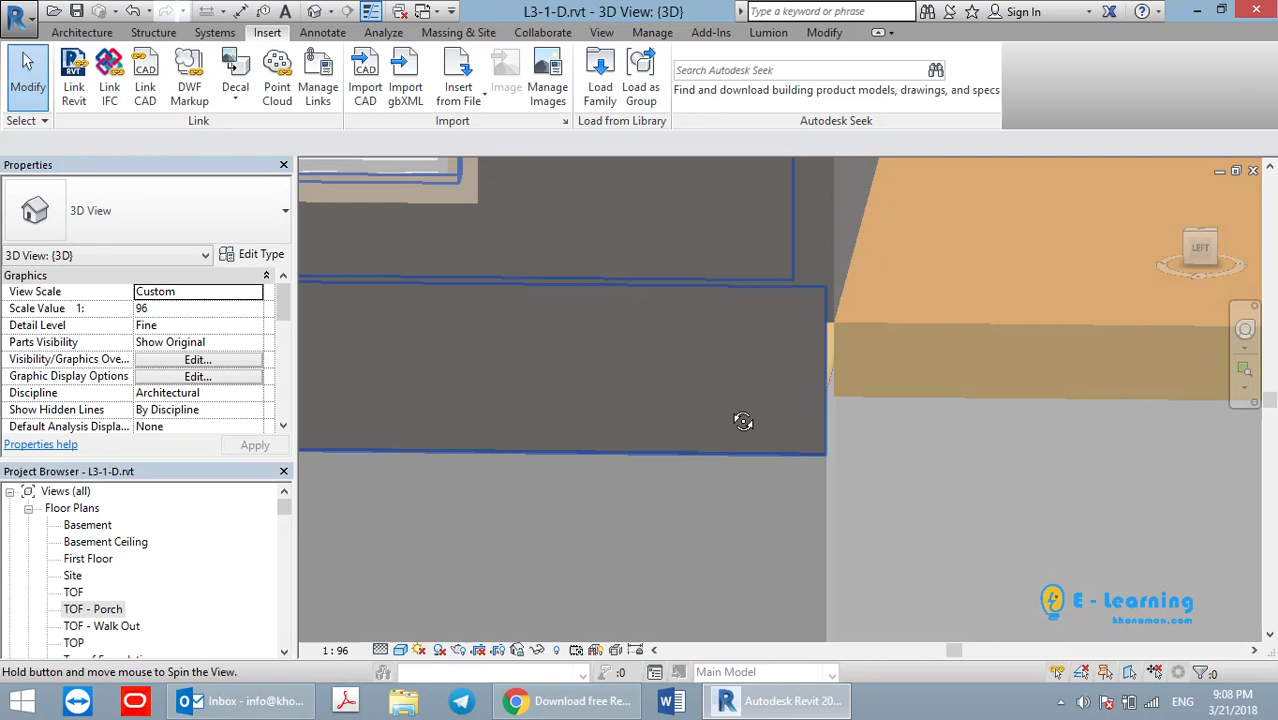 L3-1-D.rvt - 3D View: {3D}
Type a keyword or phrase
Sign In
Architecture Structure Systems Insert Annotate Analyze Massing & Site Collaborate View Manage Add-Ins Lumion Modify
Modify
Link Revit
Link IFC
Link CAD
DWF Markup
Decal
Point Cloud
Manage Links
Import CAD
Import gbXML
Insert from File
Image
Manage Images
Load Family
Load as Group
Search Autodesk Seek
Find and download building product models, drawings, and specs
Select
Link
Import
Load from Library
Autodesk Seek
Properties
3D View
3D View: {3D}
Edit Type
Graphics
View Scale Custom
Scale Value 1: 96
Detail Level Fine
Parts Visibility Show Original
Visibility/Graphics Ove... Edit...
Graphic Display Options Edit...
Discipline Architectural
Show Hidden Lines By Discipline
Default Analysis Displa... None
Properties help
Apply
Project Browser - L3-1-D.rvt
Views (all)
Floor Plans
Basement
Basement Ceiling
First Floor
Site
TOF
TOF - Porch
TOF - Walk Out
TOP
LEFT
E - Learning
khonamon.com
1 : 96
Hold button and move mouse to Spin the View.
:0
Main Model
:0
Inbox - info@kho...
Download free Re...
Autodesk Revit 20...
ENG
9:08 PM
3/21/2018